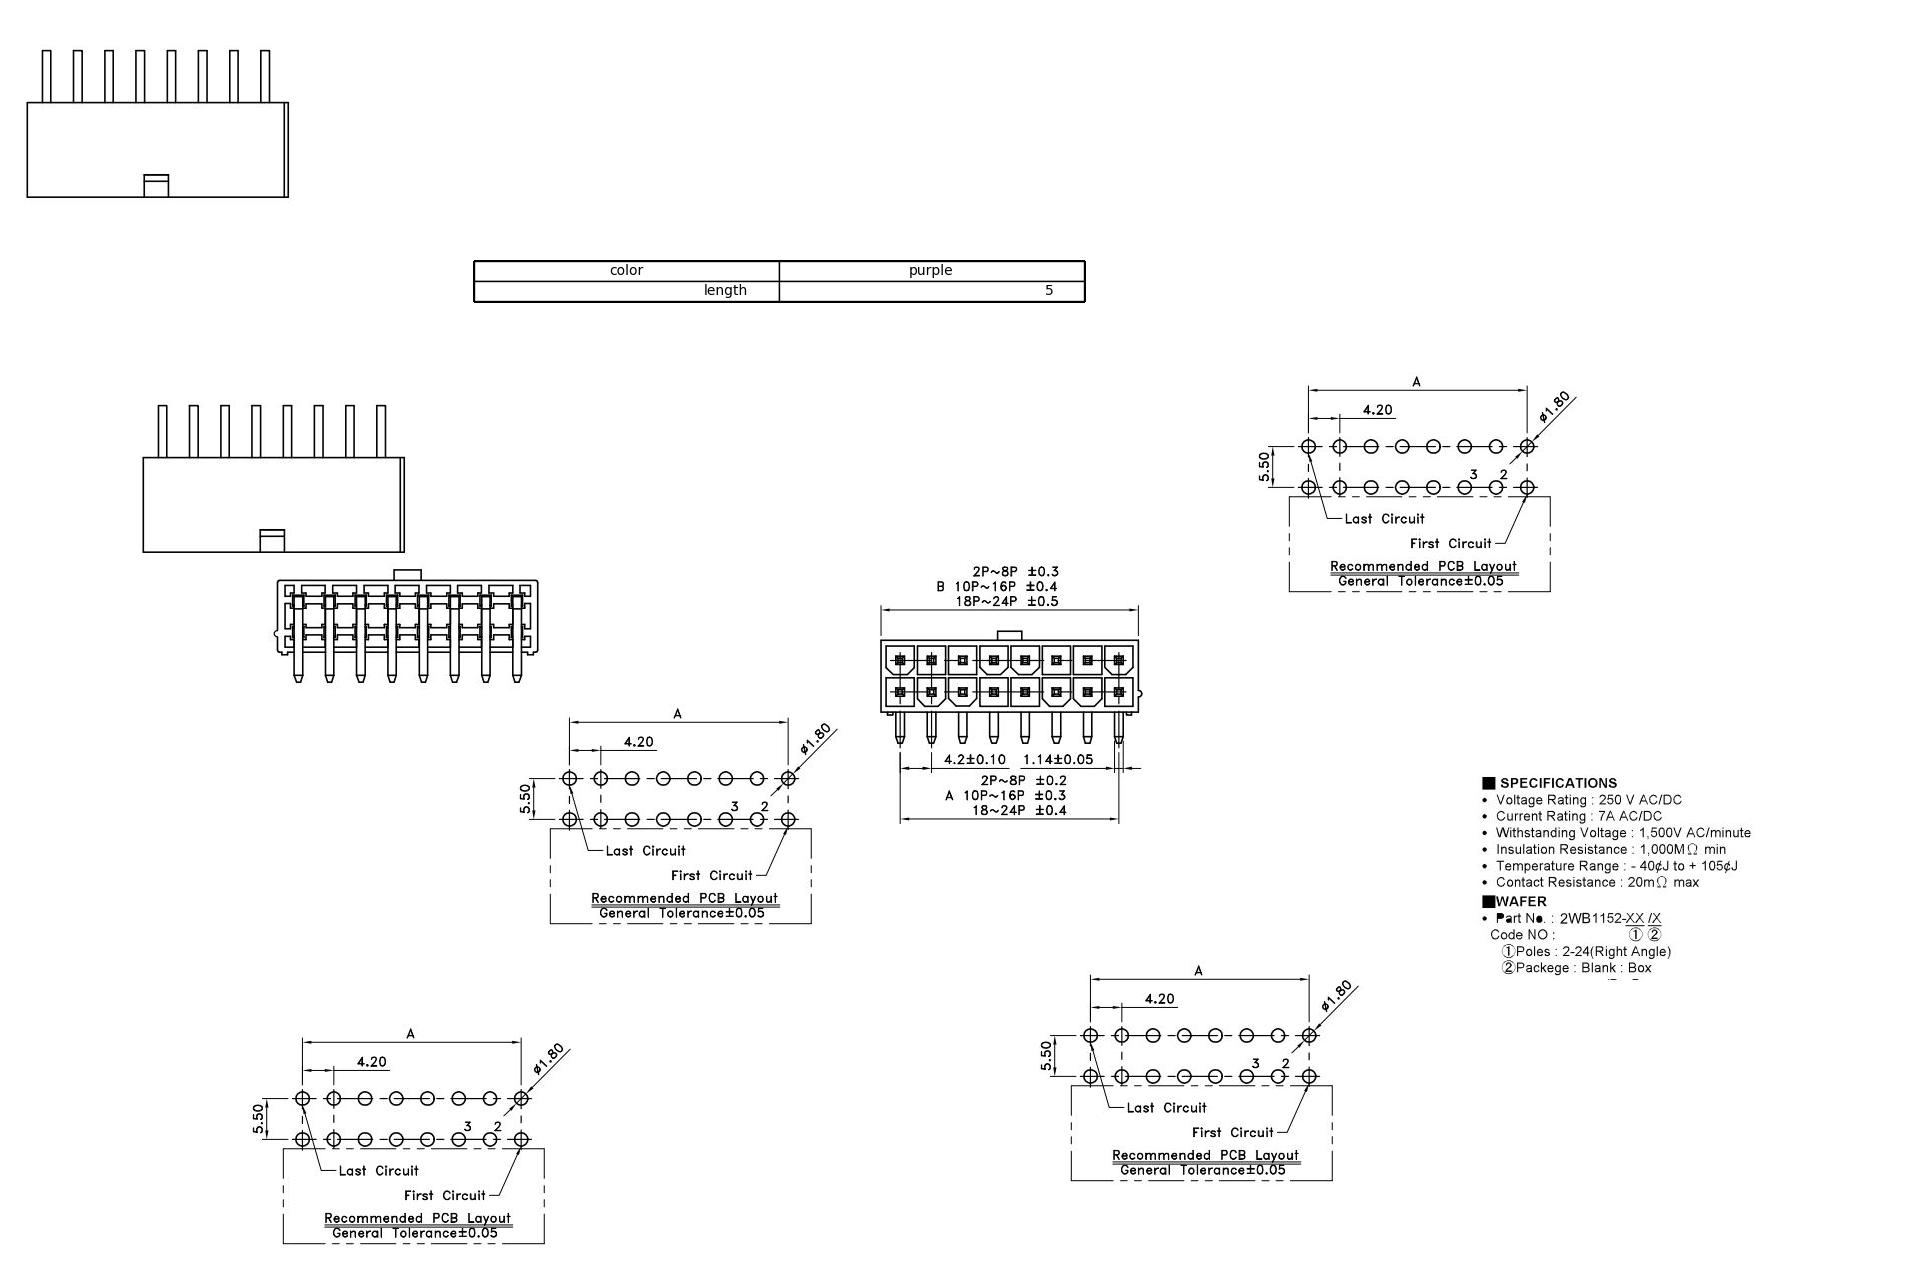 color purple
length 5
A
4.20
ø1.80
5.50
3 2
Last Circuit
First Circuit
Recommended PCB Layout
General Tolerance±0.05
2P~8P ±0.3
B 10P~16P ±0.4
18P~24P ±0.5
4.2±0.10 1.14±0.05
2P~8P ±0.2
A 10P~16P ±0.3
18~24P ±0.4
A
4.20
ø1.80
5.50
3 2
Last Circuit
First Circuit
Recommended PCB Layout
General Tolerance±0.05
■ SPECIFICATIONS
• Voltage Rating : 250 V AC/DC
• Current Rating : 7A AC/DC
• Withstanding Voltage : 1,500V AC/minute
• Insulation Resistance : 1,000MΩ min
• Temperature Range : - 40¢J to + 105¢J
• Contact Resistance : 20mΩ max
■WAFER
• Part No. : 2WB1152-XX /X
Code NO : ① ②
①Poles : 2-24(Right Angle)
②Packege : Blank : Box
A
4.20
ø1.80
5.50
3 2
Last Circuit
First Circuit
Recommended PCB Layout
General Tolerance±0.05
A
4.20
ø1.80
5.50
3 2
Last Circuit
First Circuit
Recommended PCB Layout
General Tolerance±0.05